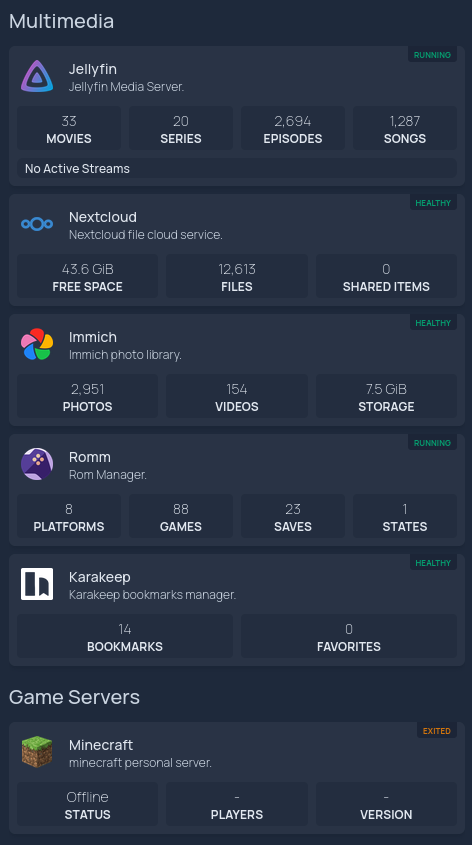 Multimedia
RUNNING
Jellyfin
Jellyfin Media Server.
33 20 2,694 1,287
MOVIES SERIES EPISODES SONGS
No Active Streams
HEALTHY
Nextcloud
Nextcloud file cloud service.
43.6 GiB 12,613 0
FREE SPACE FILES SHARED ITEMS
HEALTHY
Immich
Immich photo library.
2,951 154 7.5 GiB
PHOTOS VIDEOS STORAGE
RUNNING
Romm
Rom Manager.
8 88 23 1
PLATFORMS GAMES SAVES STATES
HEALTHY
Karakeep
Karakeep bookmarks manager.
14 0
BOOKMARKS FAVORITES
Game Servers
EXITED
Minecraft
minecraft personal server.
Offline - -
STATUS PLAYERS VERSION